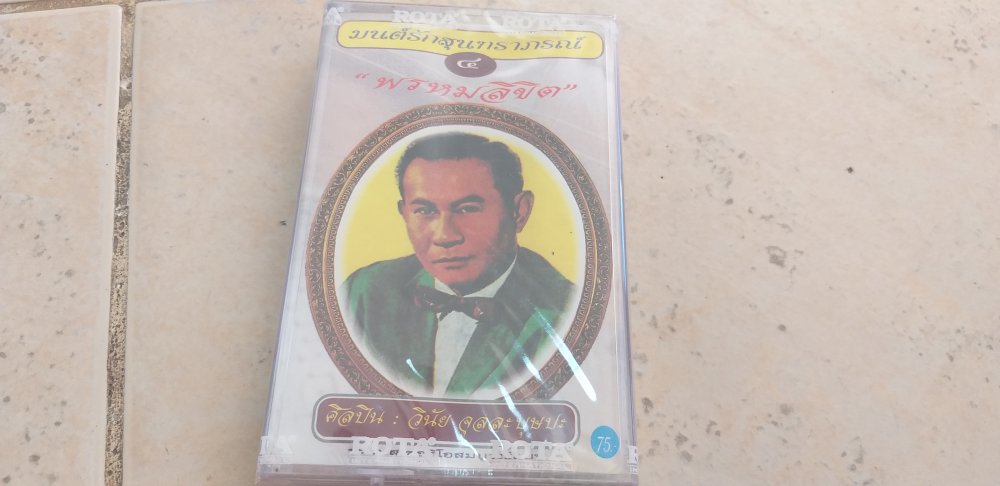 ROTA ROTA
มนต์รักสุนทราภรณ์
๔
"พรหมลิขิต"
ศิลปิน : วินัย จุลละบุษปะ
ROTA ROTA
75.-